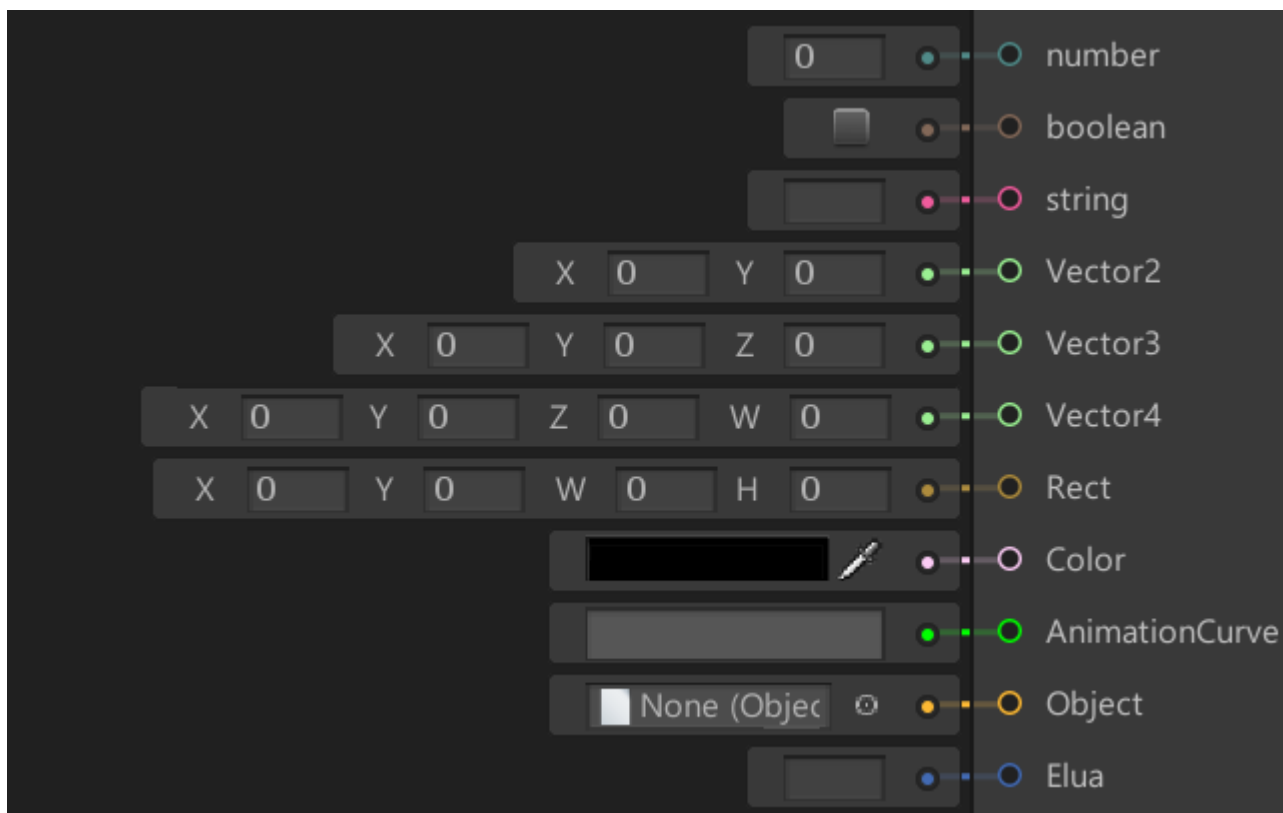 0 number
boolean
string
X 0 Y 0 Vector2
X 0 Y 0 Z 0 Vector3
X 0 Y 0 Z 0 W 0 Vector4
X 0 Y 0 W 0 H 0 Rect
Color
AnimationCurve
None (Objec Object
Elua